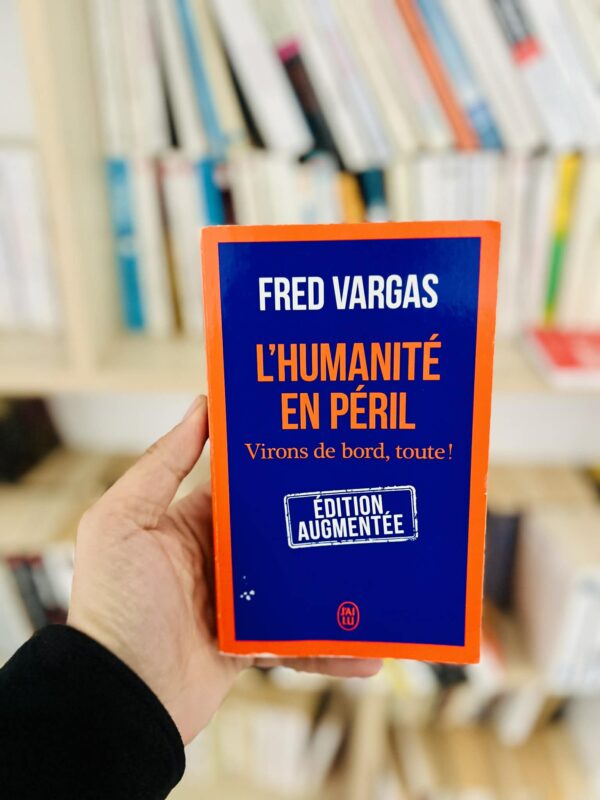 FRED VARGAS
L'HUMANITÉ
EN PÉRIL
Virons de bord, toute !
ÉDITION
AUGMENTÉE
J'AI
LU